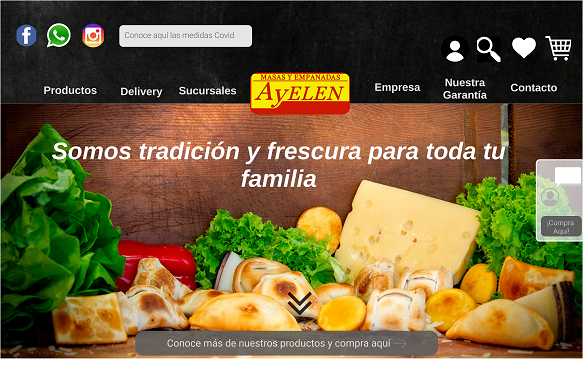 Conoce aquí las medidas Covid
Productos
Delivery
Sucursales
MASAS Y EMPANADAS
AyELEN
Empresa
Nuestra
Garantía
Contacto
Somos tradición y frescura para toda tu
familia
¡Compra
Aquí!
Conoce más de nuestros productos y compra aquí